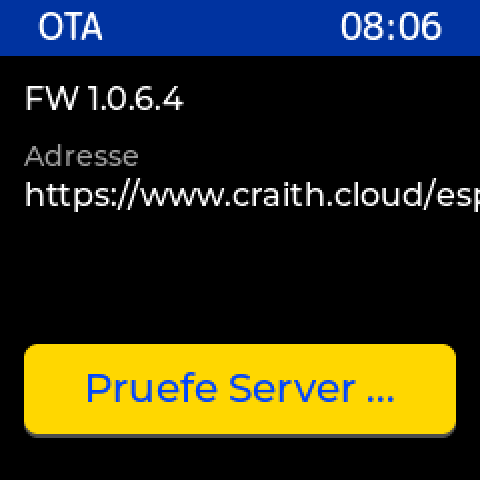 OTA 08:06
FW 1.0.6.4
Adresse
https://www.craith.cloud/esp
Pruefe Server ...